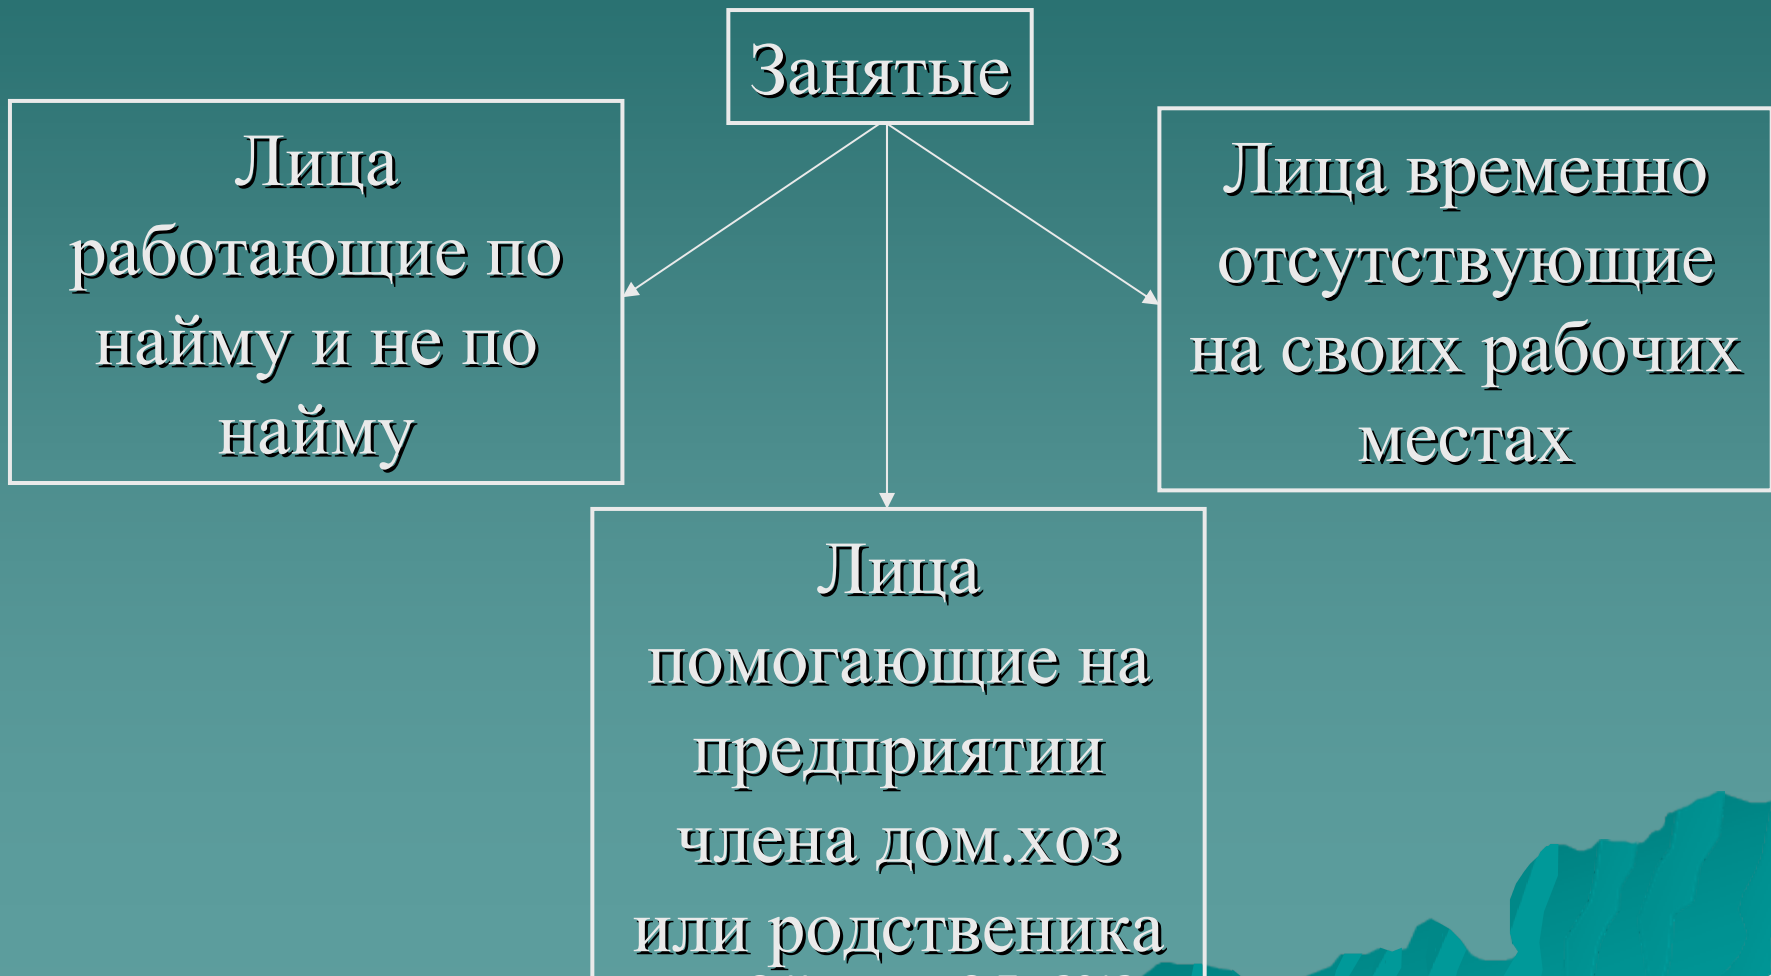 Занятые
Лица
работающие по
найму и не по
найму
Лица временно
отсутствующие
на своих рабочих
местах
Лица
помогающие на
предприятии
члена дом.хоз
или родственика